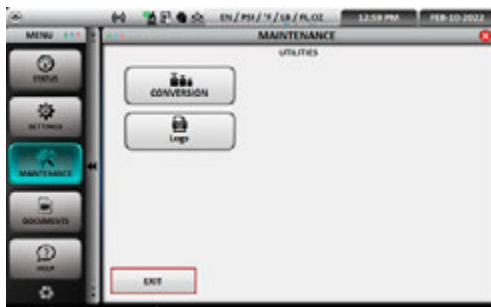 EN / PSI / °F / LB / FL OZ
12:59 PM
FEB-10-2022
MENU
MAINTENANCE
UTILITIES
STATUS
CONVERSION
SETTINGS
Logs
MAINTENANCE
DOCUMENTS
HELP
EXIT